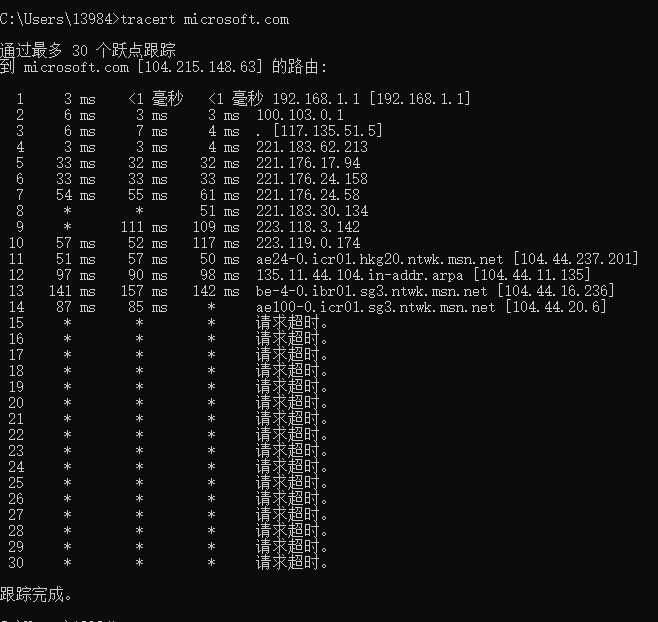 C:\Users\13984>tracert microsoft.com
通过最多 30 个跃点跟踪
到 microsoft.com [104.215.148.63] 的路由:
1 3 ms <1 毫秒 <1 毫秒 192.168.1.1 [192.168.1.1]
2 6 ms 3 ms 3 ms 100.103.0.1
3 6 ms 7 ms 4 ms . [117.135.51.5]
4 3 ms 3 ms 4 ms 221.183.62.213
5 33 ms 32 ms 32 ms 221.176.17.94
6 33 ms 33 ms 33 ms 221.176.24.158
7 54 ms 55 ms 61 ms 221.176.24.58
8 * * 51 ms 221.183.30.134
9 * 111 ms 109 ms 223.118.3.142
10 57 ms 52 ms 117 ms 223.119.0.174
11 51 ms 57 ms 50 ms ae24-0.icr01.hkg20.ntwk.msn.net [104.44.237.201]
12 97 ms 90 ms 98 ms 135.11.44.104.in-addr.arpa [104.44.11.135]
13 141 ms 157 ms 142 ms be-4-0.ibr01.sg3.ntwk.msn.net [104.44.16.236]
14 87 ms 85 ms * ae100-0.icr01.sg3.ntwk.msn.net [104.44.20.6]
15 * * * 请求超时。
16 * * * 请求超时。
17 * * * 请求超时。
18 * * * 请求超时。
19 * * * 请求超时。
20 * * * 请求超时。
21 * * * 请求超时。
22 * * * 请求超时。
23 * * * 请求超时。
24 * * * 请求超时。
25 * * * 请求超时。
26 * * * 请求超时。
27 * * * 请求超时。
28 * * * 请求超时。
29 * * * 请求超时。
30 * * * 请求超时。
跟踪完成。